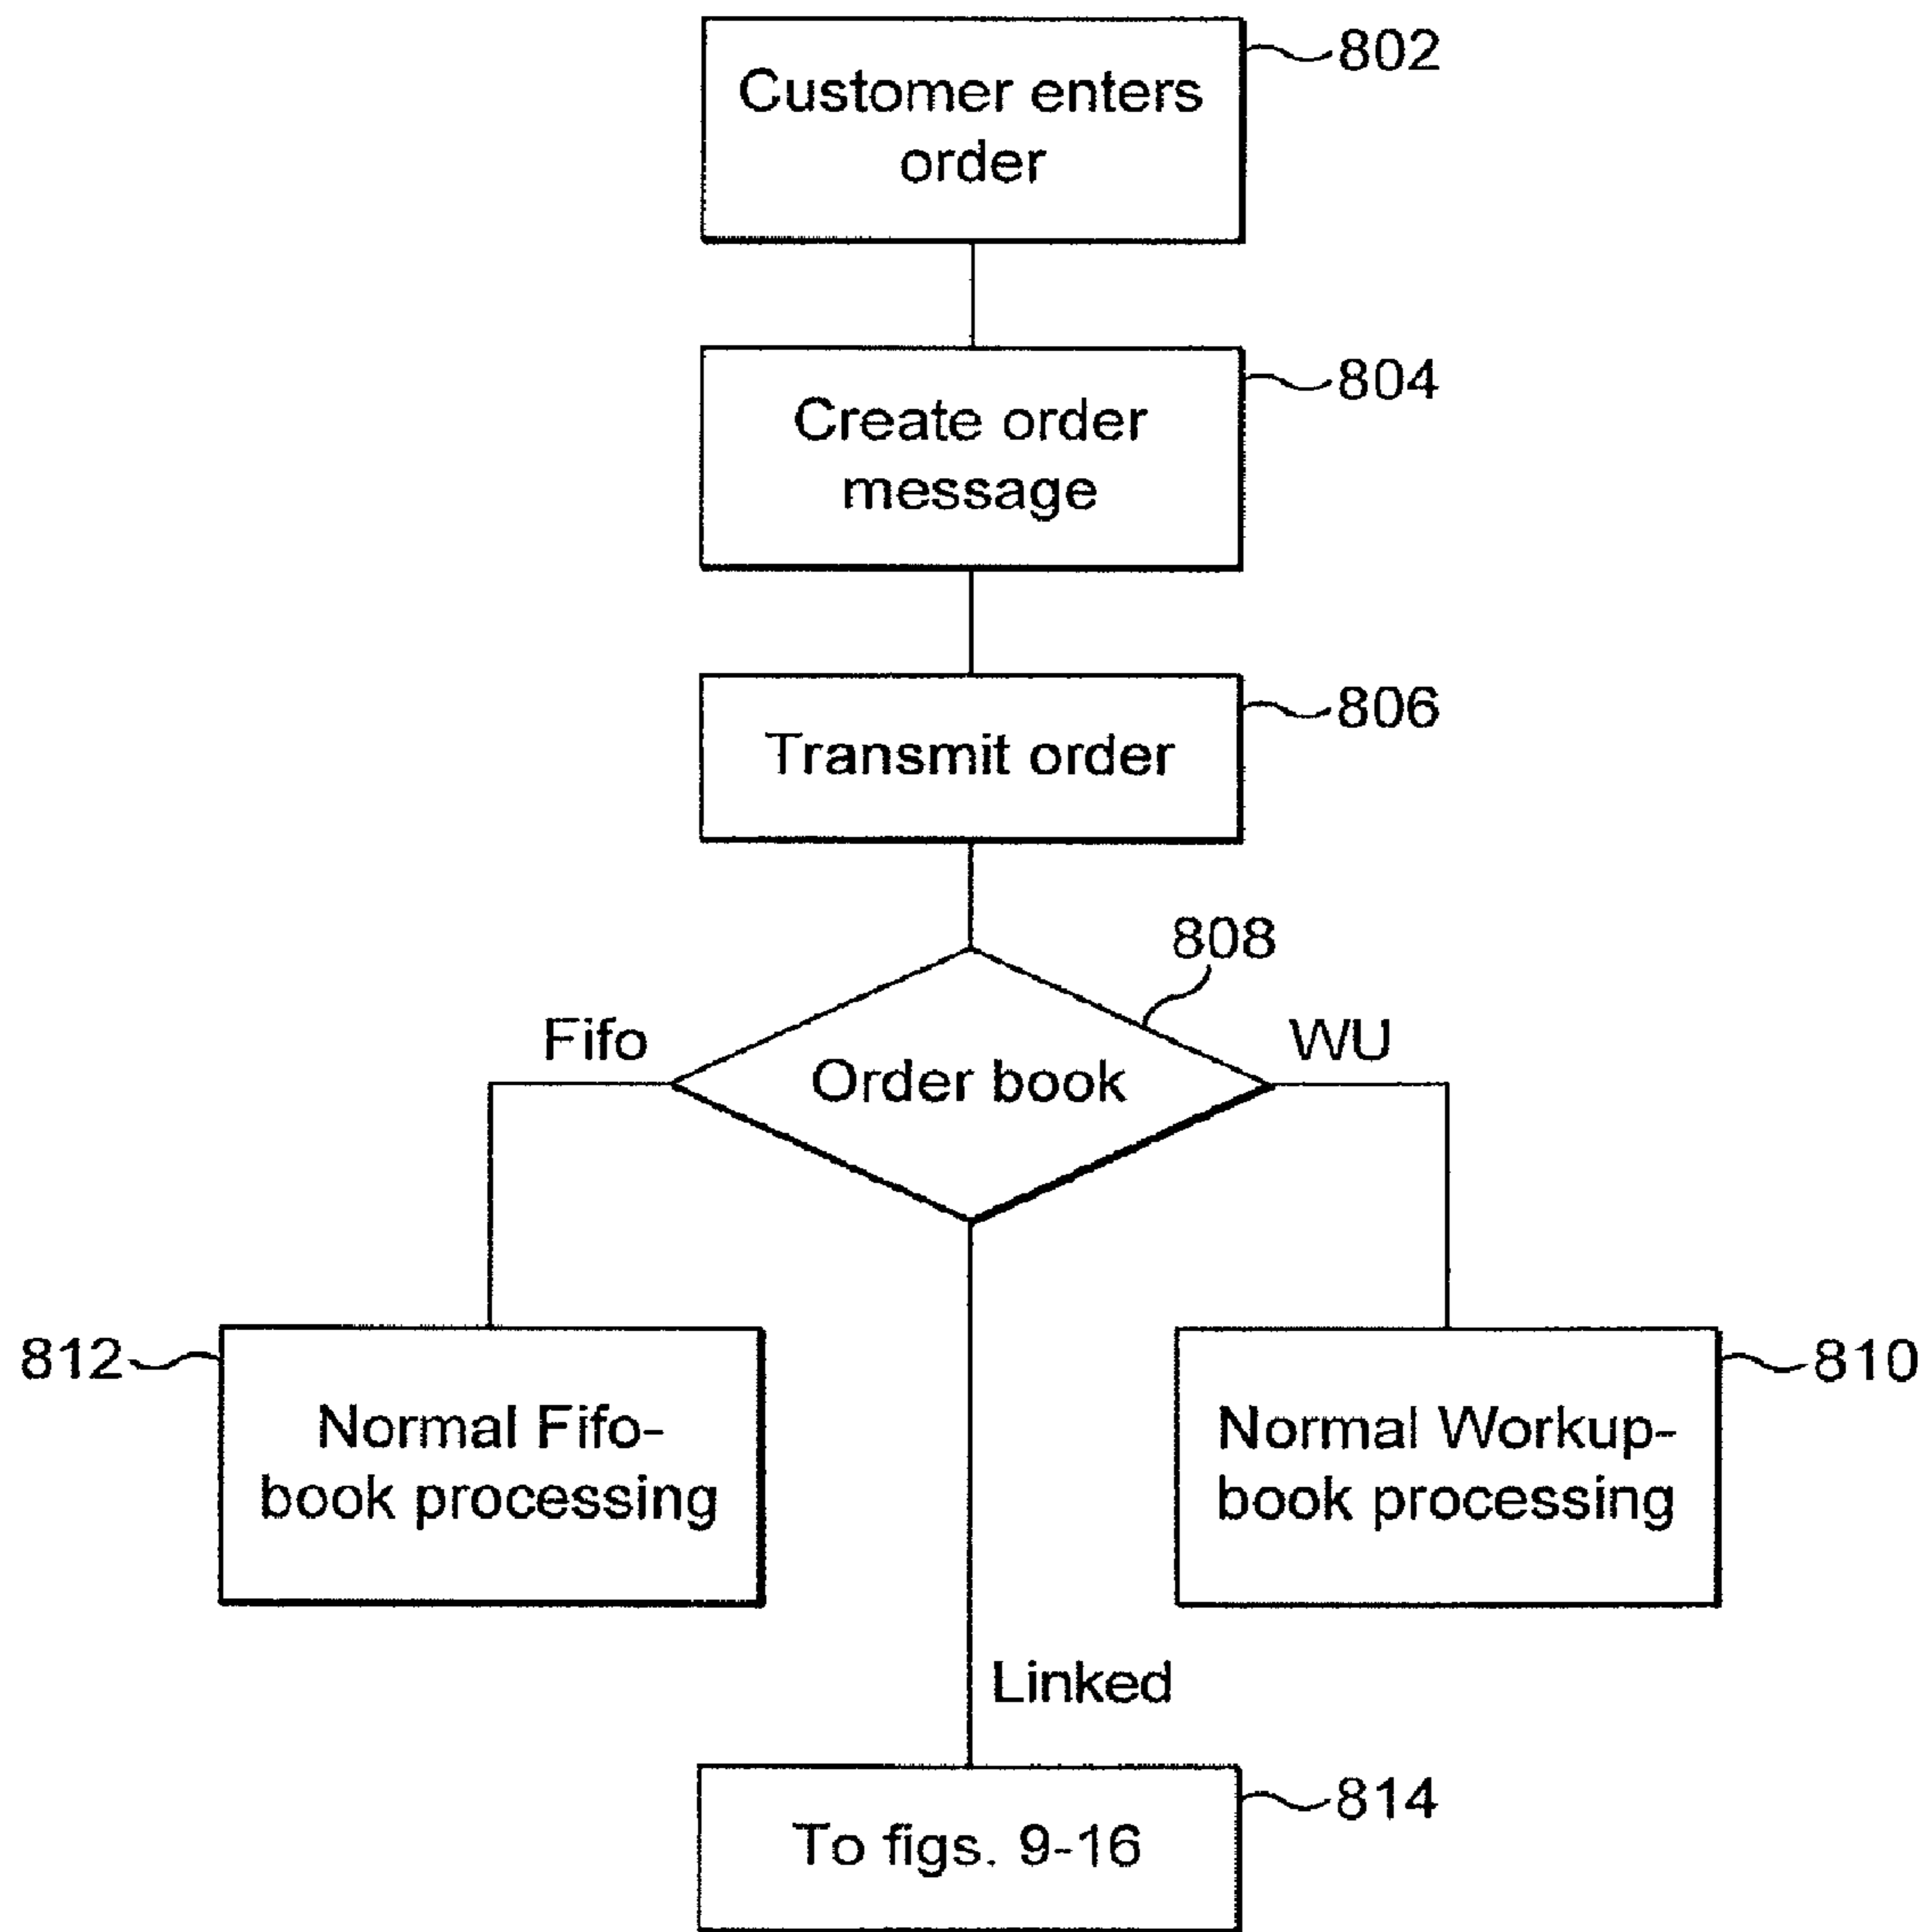 802
Customer enters
order
804
Create order
message
806
Transmit order
808
Fifo
WU
Order book
812
810
Normal Fifo-
book processing
Normal Workup-
book processing
Linked
814
To figs. 9-16